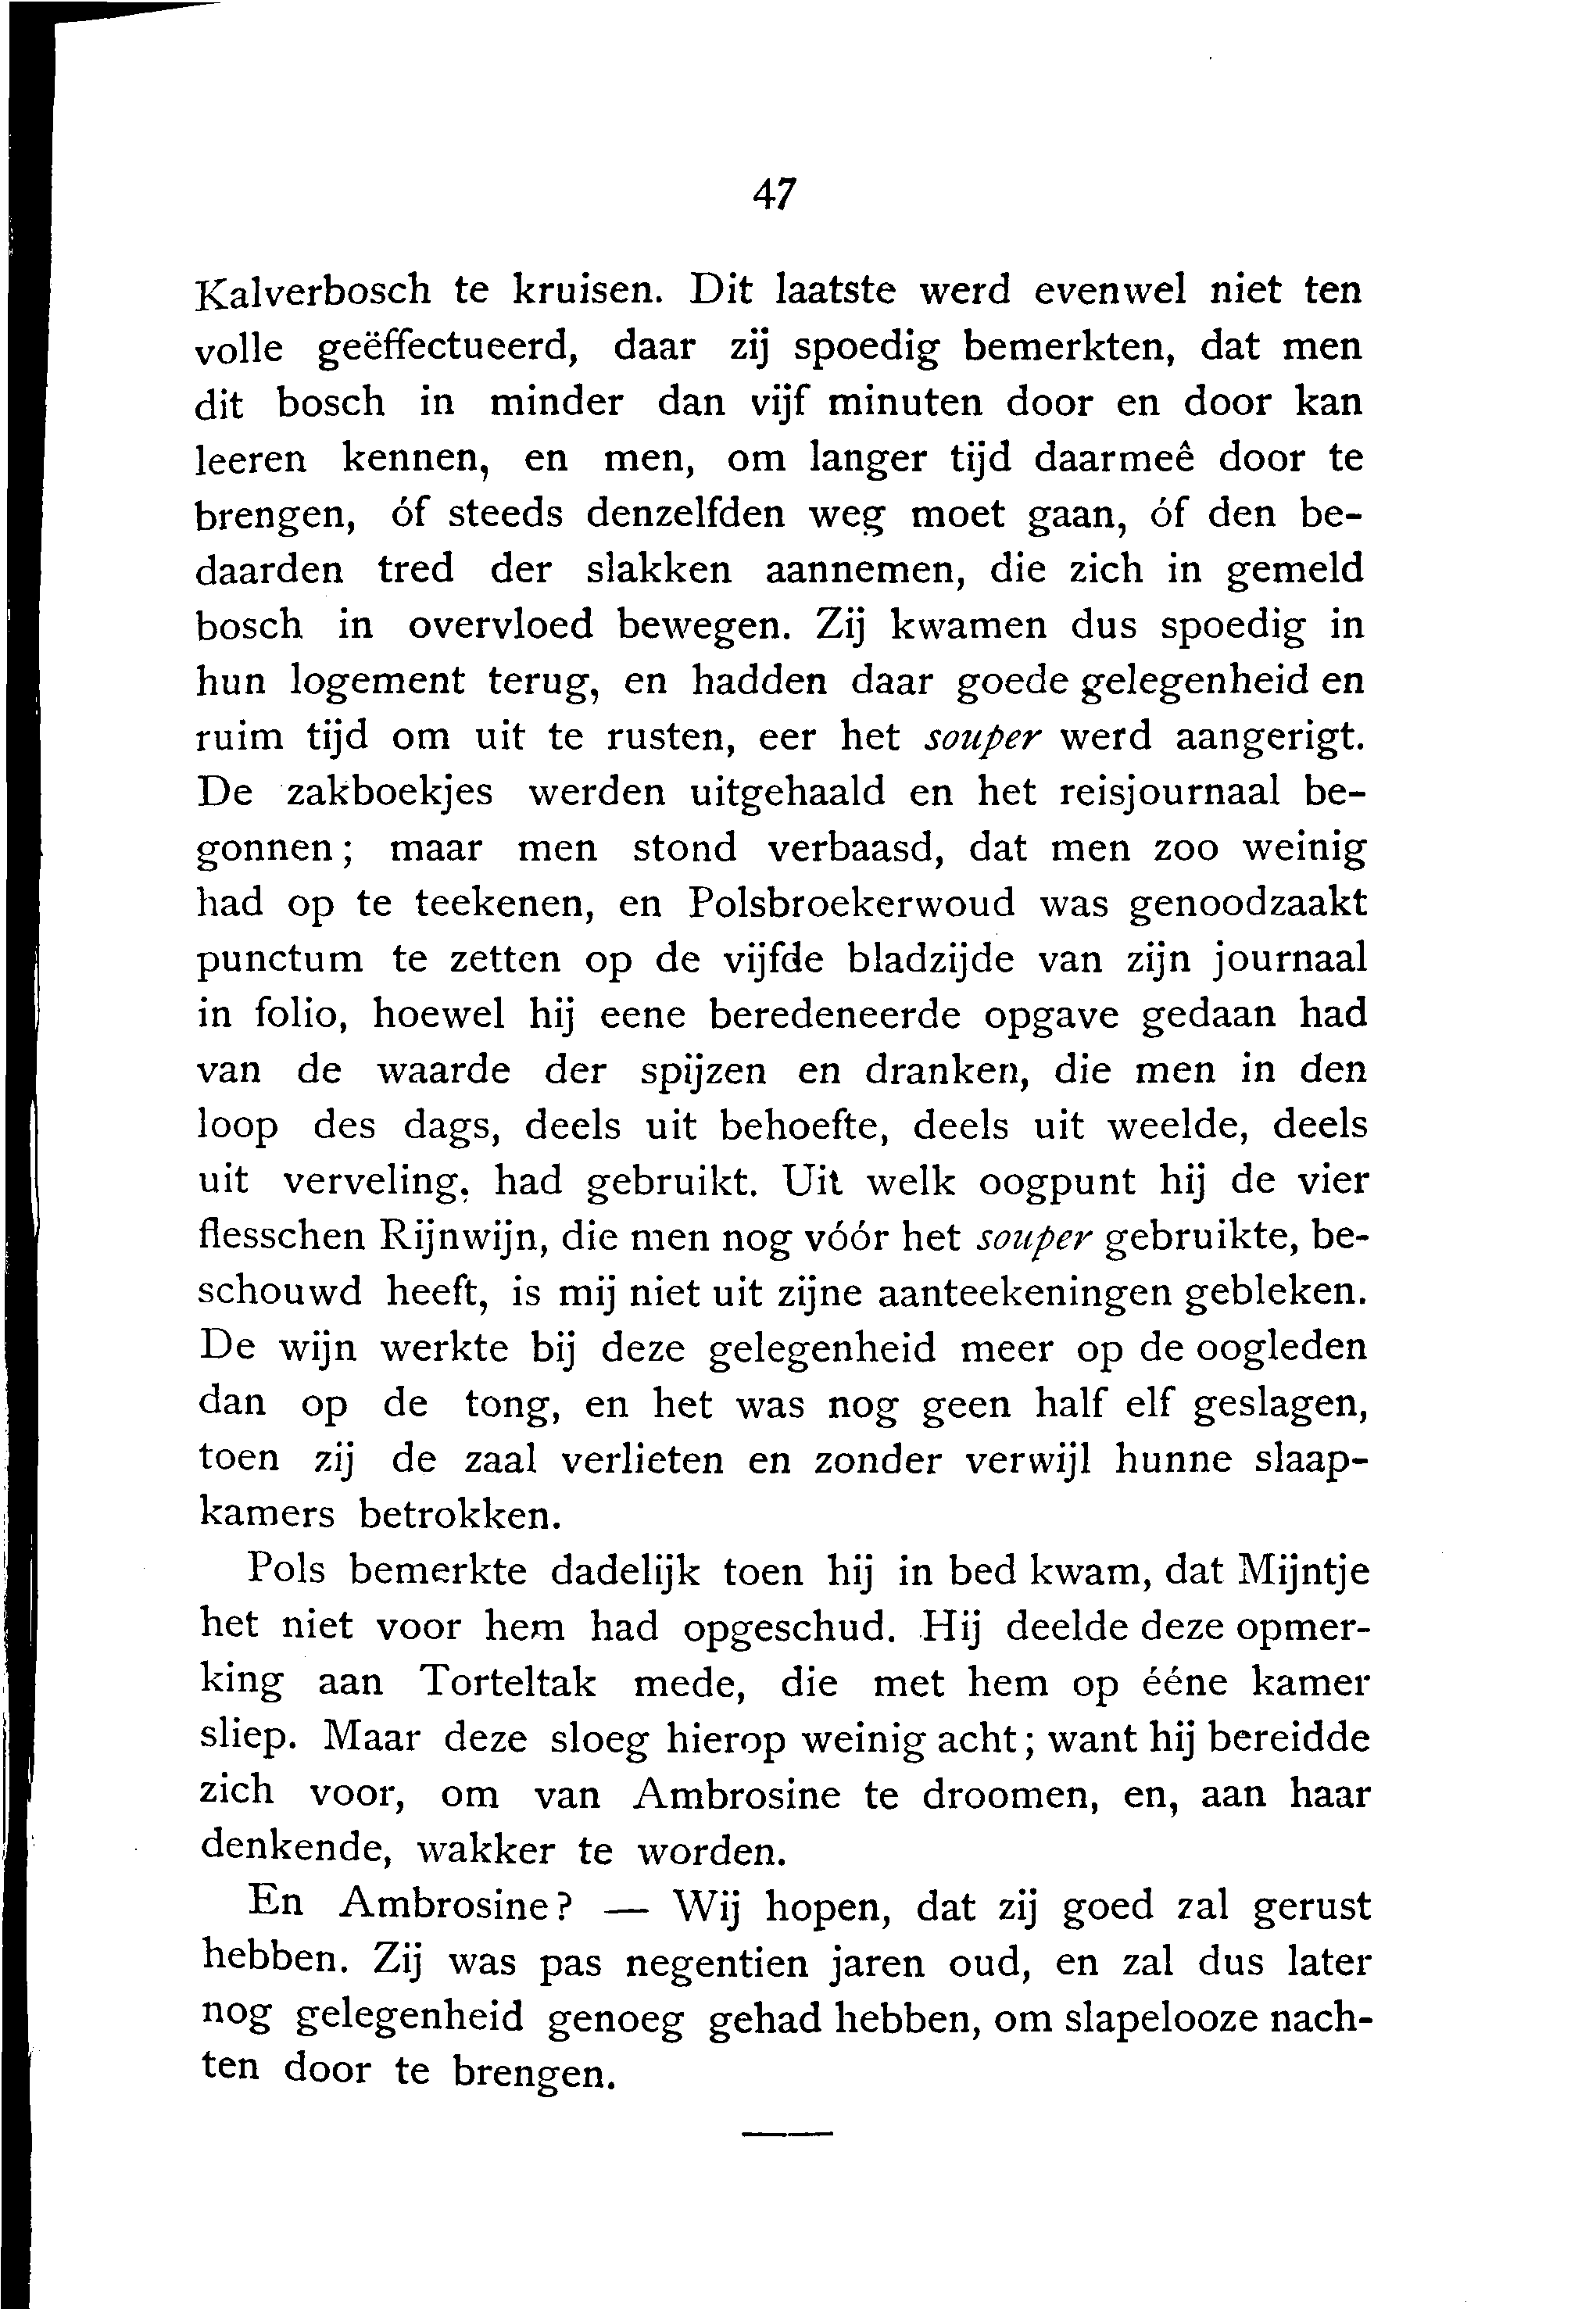 47
Kalverbosch te kruisen. Dit laatste werd evenwel niet ten
volle geëffectueerd, daar zij spoedig bemerkten, dat men
dit bosch in minder dan vijf minuten door en door kan
leeren kennen, en men, om langer tijd daarmeê door te
brengen, óf steeds denzelfden weg moet gaan, óf den be-
daarden tred der slakken aannemen, die zich in gemeld
bosch in overvloed bewegen. Zij kwamen dus spoedig in
hun logement terug, en hadden daar goede gelegenheid en
ruim tijd om uit te rusten, eer het souper werd aangerigt.
De zakboekjes werden uitgehaald en het reisjournaal be-
gonnen; maar men stond verbaasd, dat men zoo weinig
had op te teekenen, en Polsbroekerwoud was genoodzaakt
punctum te zetten op de vijfde bladzijde van zijn journaal
in folio, hoewel hij eene beredeneerde opgave gedaan had
van de waarde der spijzen en dranken, die men in den
loop des dags, deels uit behoefte, deels uit weelde, deels
uit verveling, had gebruikt. Uit welk oogpunt hij de vier
flesschen Rijnwijn, die men nog vóór het souper gebruikte, be-
schouwd heeft, is mij niet uit zijne aanteekeningen gebleken.
De wijn werkte bij deze gelegenheid meer op de oogleden
dan op de tong, en het was nog geen half elf geslagen,
toen zij de zaal verlieten en zonder verwijl hunne slaap-
kamers betrokken.
Pols bemerkte dadelijk toen hij in bed kwam, dat Mijntje
het niet voor hem had opgeschud. Hij deelde deze opmer-
king aan Torteltak mede, die met hem op ééne kamer
sliep. Maar deze sloeg hierop weinig acht; want hij bereidde
zich voor, om van Ambrosine te droomen, en, aan haar
denkende, wakker te worden.
En Ambrosine? — Wij hopen, dat zij goed zal gerust
hebben. Zij was pas negentien jaren oud, en zal dus later
nog gelegenheid genoeg gehad hebben, om slapelooze nach-
ten door te brengen.